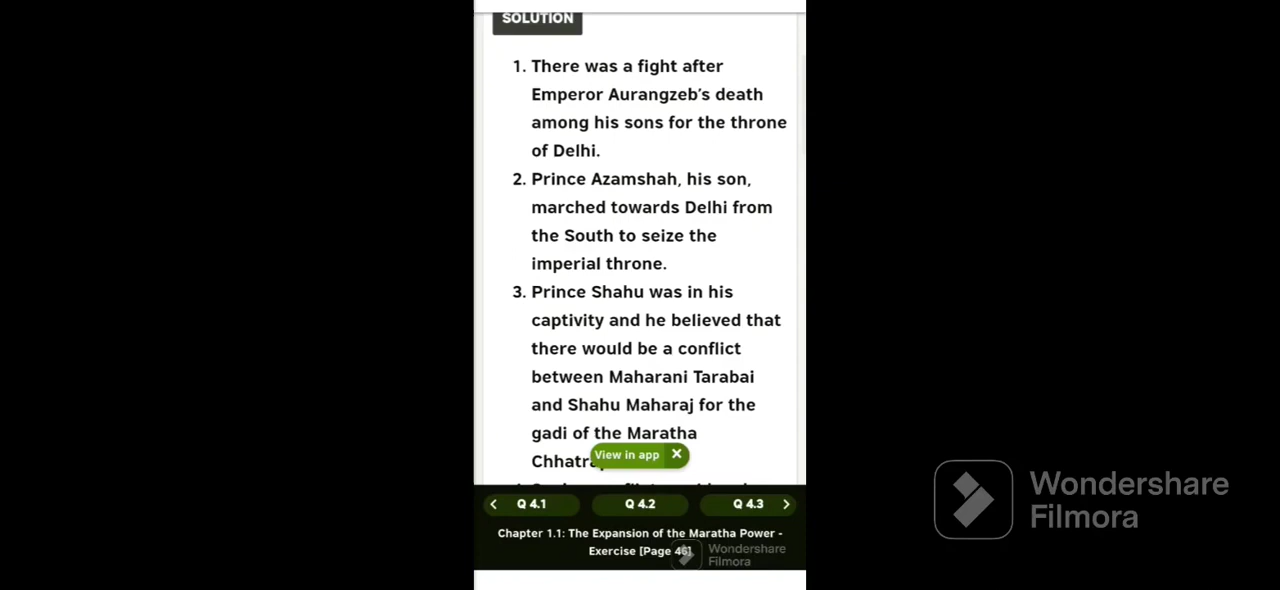 SOLUTION
1. There was a fight after
Emperor Aurangzeb's death
among his sons for the throne
of Delhi.
2. Prince Azamshah, his son,
marched towards Delhi from
the South to seize the
imperial throne.
3. Prince Shahu was in his
captivity and he believed that
there would be a conflict
between Maharani Tarabai
and Shahu Maharaj for the
gadi of the Maratha
View in app ×
< Q 4.1 Q 4.2 Q 4.3 >
Chapter 1.1: The Expansion of the Maratha Power -
Exercise [Page 46]
Wondershare
Filmora
Wondershare
Filmora